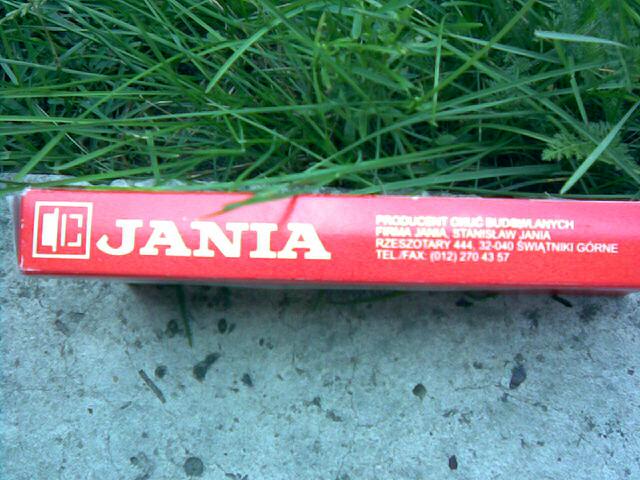 JANIA
PRODUCENT OKUĆ BUDOWLANYCH
FIRMA JANIA, STANISŁAW JANIA
RZESZOTARY 444, 32-040 ŚWIĄTNIKI GÓRNE
TEL./FAX: (012) 270 43 57